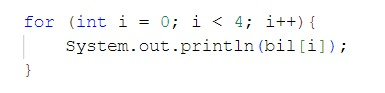 for (int i = 0; i < 4; i++){
    System.out.println(bil[i]);
}